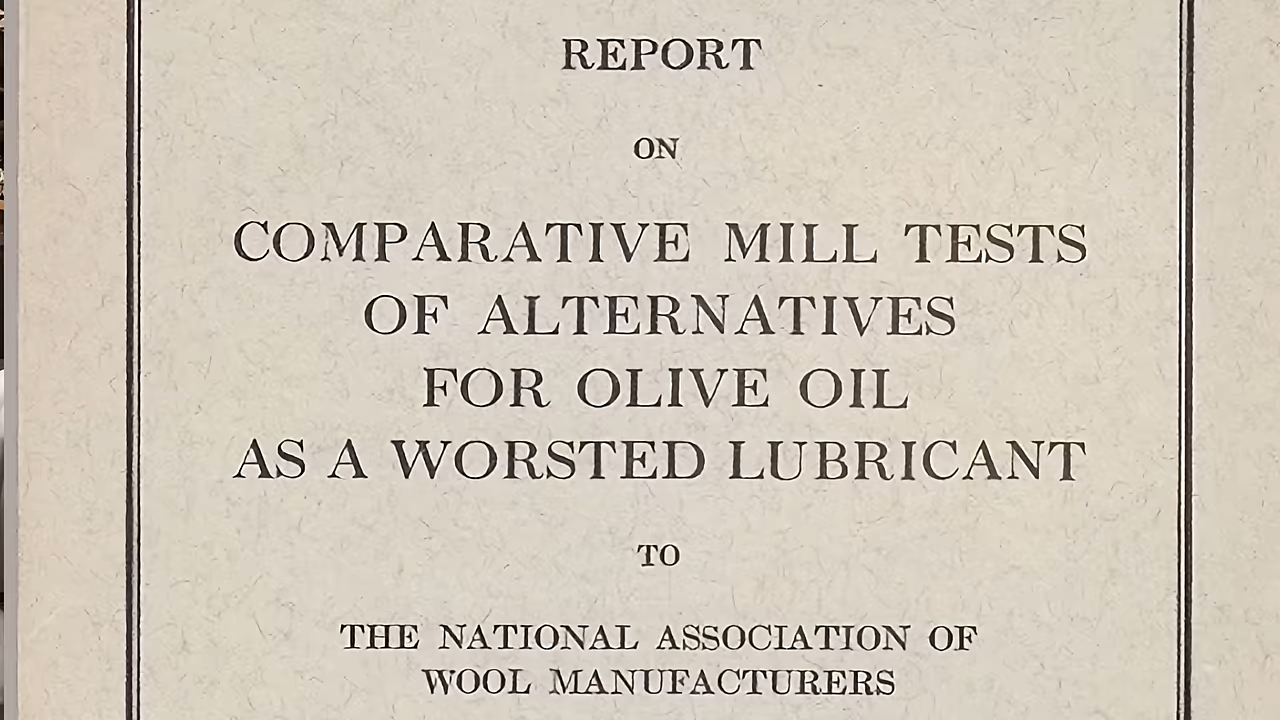 REPORT
ON
COMPARATIVE MILL TESTS
OF ALTERNATIVES
FOR OLIVE OIL
AS A WORSTED LUBRICANT
TO
THE NATIONAL ASSOCIATION OF
WOOL MANUFACTURERS